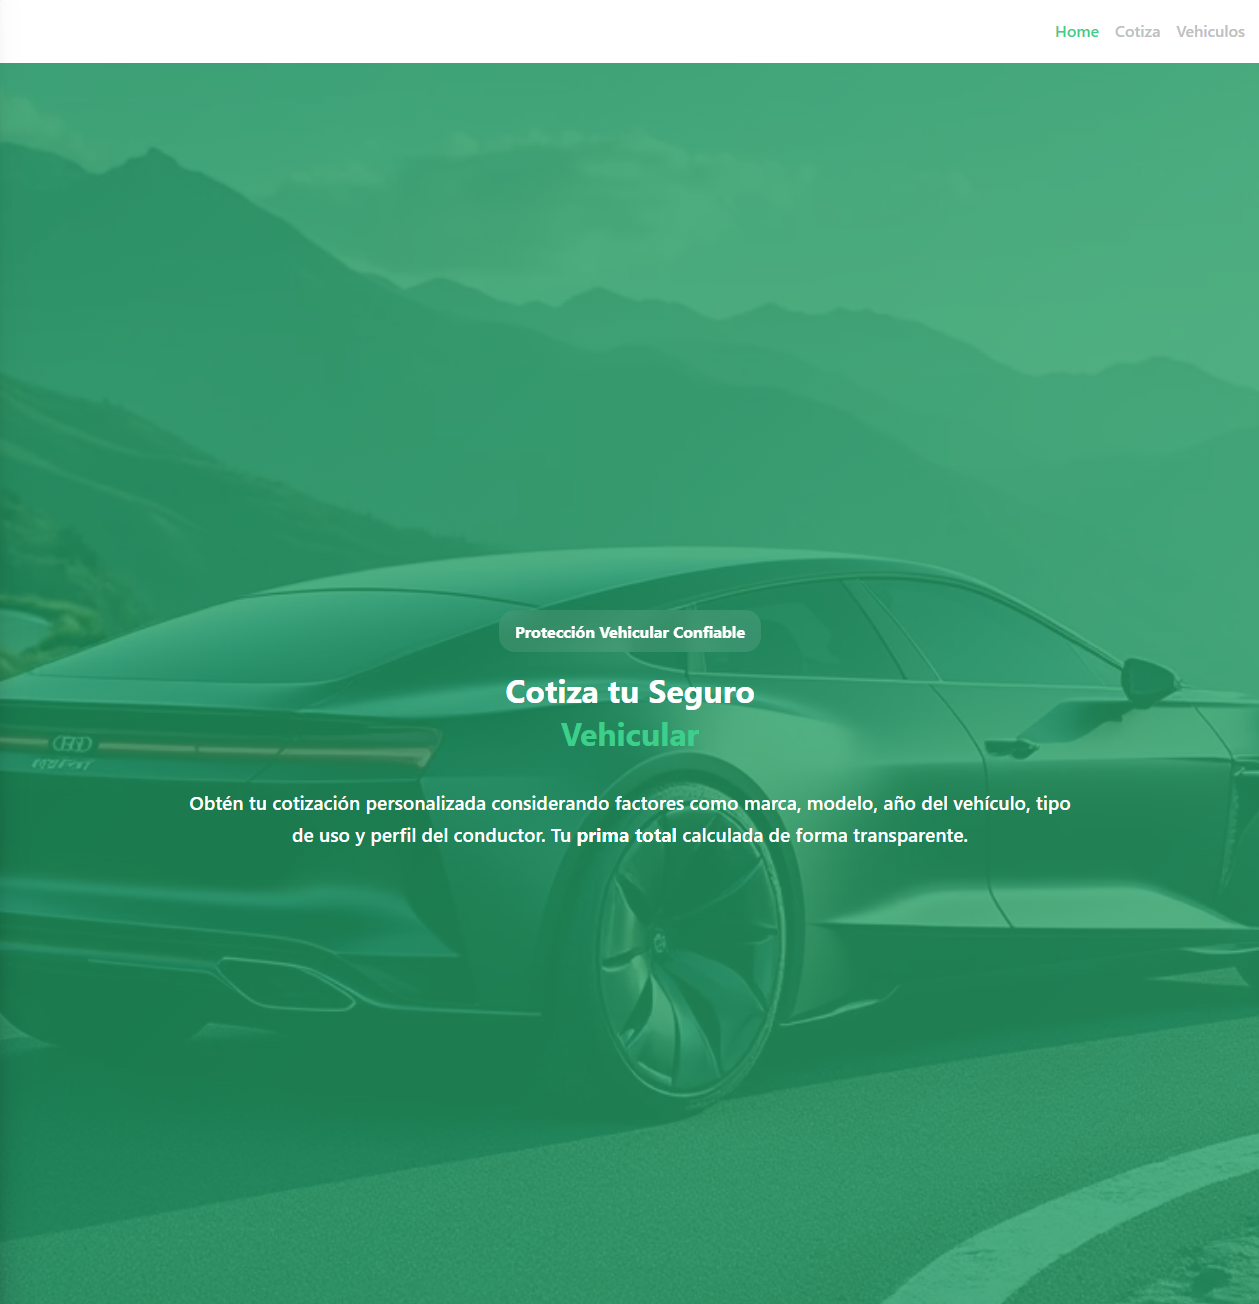 Home Cotiza Vehiculos
Protección Vehicular Confiable
Cotiza tu Seguro
Vehicular
Obtén tu cotización personalizada considerando factores como marca, modelo, año del vehículo, tipo
de uso y perfil del conductor. Tu prima total calculada de forma transparente.